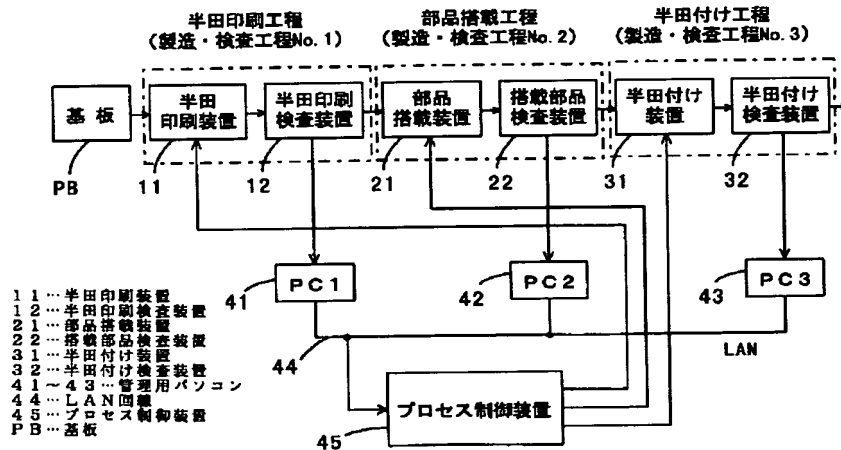 半田印刷工程
(製造・検査工程No.1)
部品搭載工程
(製造・検査工程No.2)
半田付け工程
(製造・検査工程No.3)
基板
半田
印刷装置
半田印刷
検査装置
部品
搭載装置
搭載部品
検査装置
半田付け
装置
半田付け
検査装置
PB
11
12
21
22
31
32
41
PC1
42
PC2
43
PC3
44
LAN
プロセス制御装置
45
11…半田印刷装置
12…半田印刷検査装置
21…部品搭載装置
22…搭載部品検査装置
31…半田付け装置
32…半田付け検査装置
41~43…管理用パソコン
44…LAN回線
45…プロセス制御装置
PB…基板